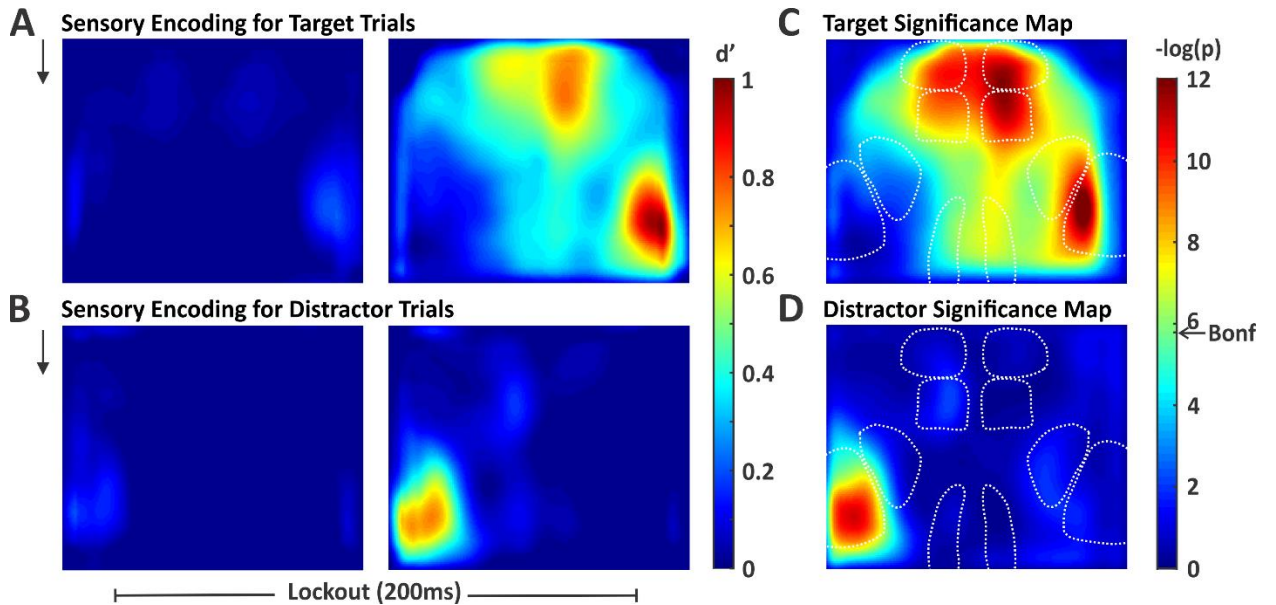 A Sensory Encoding for Target Trials
d'
1
0.8
0.6
0.4
0.2
0
B Sensory Encoding for Distractor Trials
Lockout (200ms)
C Target Significance Map
-log(p)
12
10
8
6
Bonf
4
2
0
D Distractor Significance Map